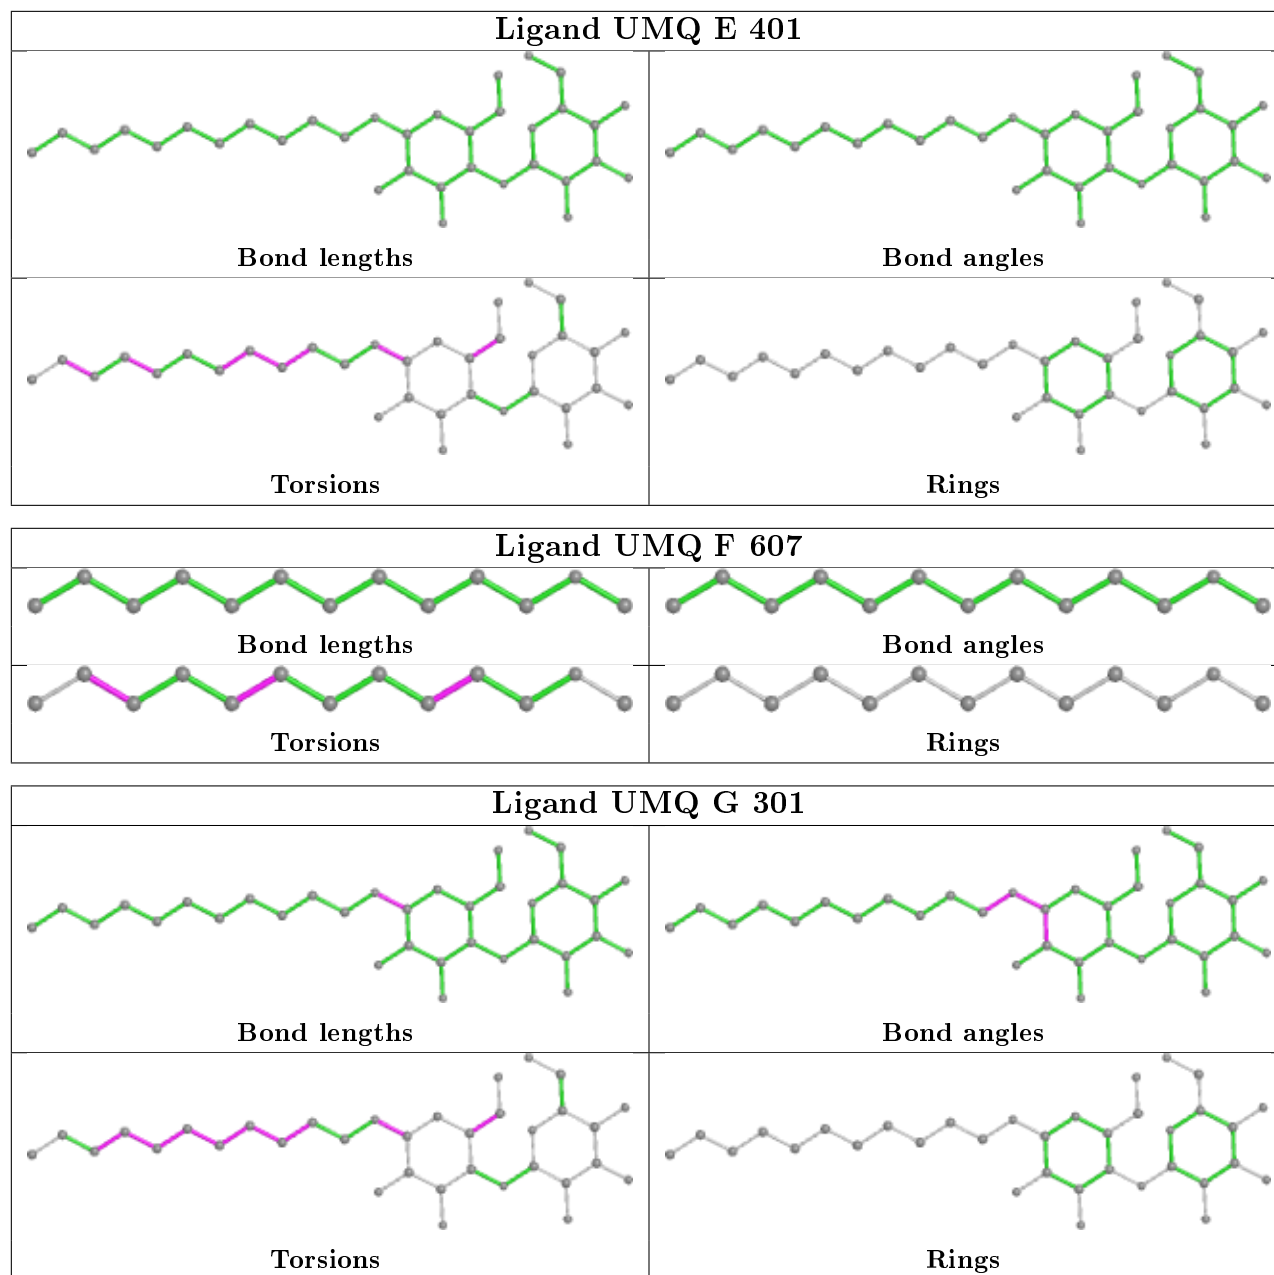 Ligand UMQ E 401
Bond lengths
Bond angles
Torsions
Rings
Ligand UMQ F 607
Bond lengths
Bond angles
Torsions
Rings
Ligand UMQ G 301
Bond lengths
Bond angles
Torsions
Rings